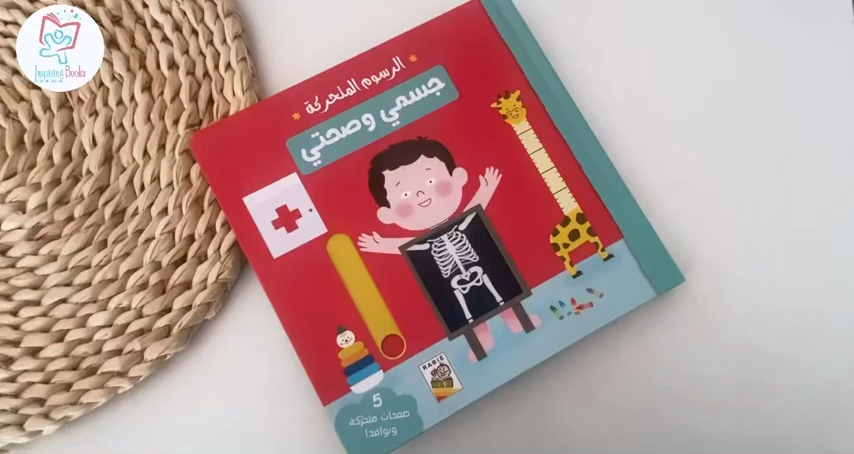 Inspiring Books
الرسوم المتحركة
جسمي وصحتي
RABIE
5
صفحات متحركة
ونوافذ!